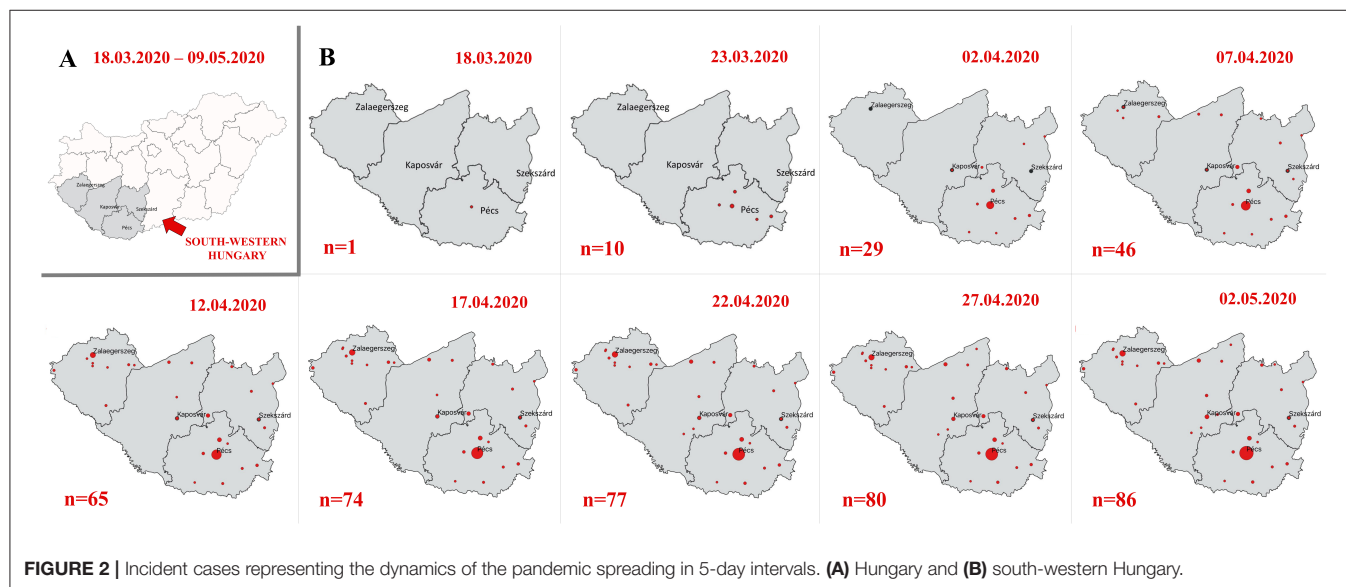 A
18.03.2020 – 09.05.2020
Zalaegerszeg
Kaposvár
Szekszárd
Pécs
SOUTH-WESTERN
HUNGARY
B
18.03.2020
Zalaegerszeg
Kaposvár
Szekszárd
Pécs
n=1
23.03.2020
Zalaegerszeg
Kaposvár
Szekszárd
Pécs
n=10
02.04.2020
Zalaegerszeg
Kaposvár
Szekszárd
Pécs
n=29
07.04.2020
Zalaegerszeg
Kaposvár
Szekszárd
Pécs
n=46
12.04.2020
Zalaegerszeg
Kaposvár
Szekszárd
Pécs
n=65
17.04.2020
Zalaegerszeg
Kaposvár
Szekszárd
Pécs
n=74
22.04.2020
Zalaegerszeg
Kaposvár
Szekszárd
Pécs
n=77
27.04.2020
Zalaegerszeg
Kaposvár
Szekszárd
Pécs
n=80
02.05.2020
Zalaegerszeg
Kaposvár
Szekszárd
Pécs
n=86
FIGURE 2 | Incident cases representing the dynamics of the pandemic spreading in 5-day intervals. (A) Hungary and (B) south-western Hungary.